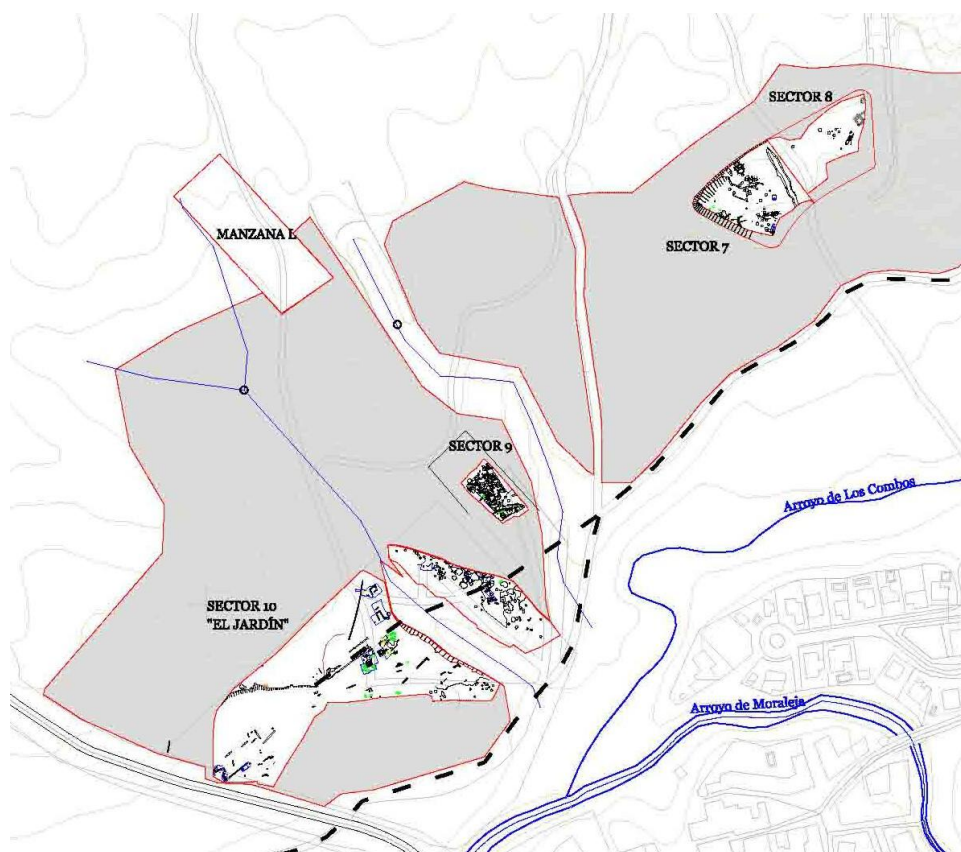 SECTOR 8
SECTOR 7
MANZANA E
SECTOR 9
Arroyo de Los Combos
SECTOR 10
"EL JARDÍN"
Arroyo de Moraleja